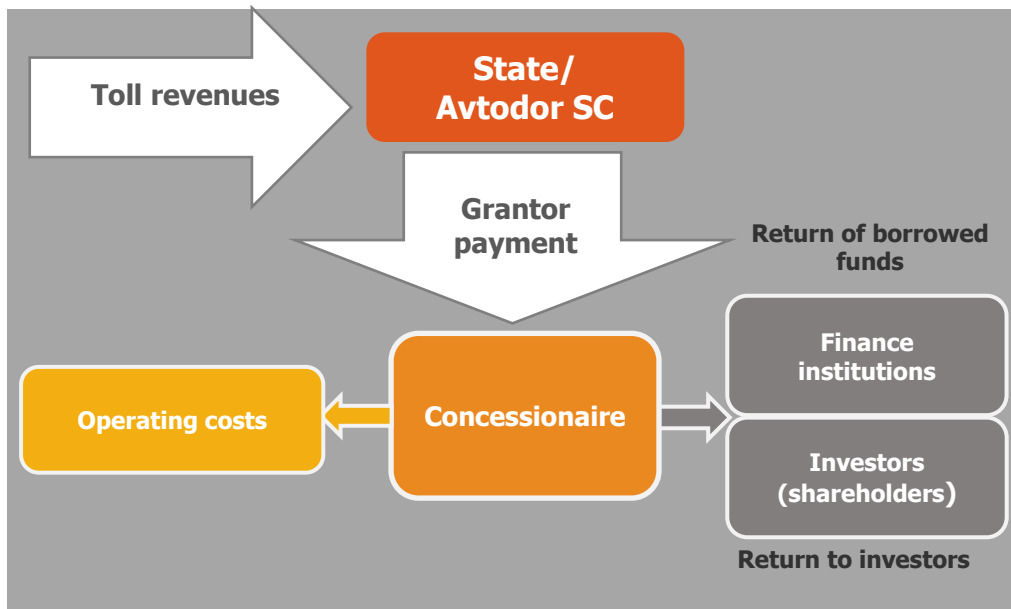 Toll revenues
State/
Avtodor SC
Grantor
payment
Return of borrowed
funds
Finance
institutions
Operating costs
Concessionaire
Investors
(shareholders)
Return to investors